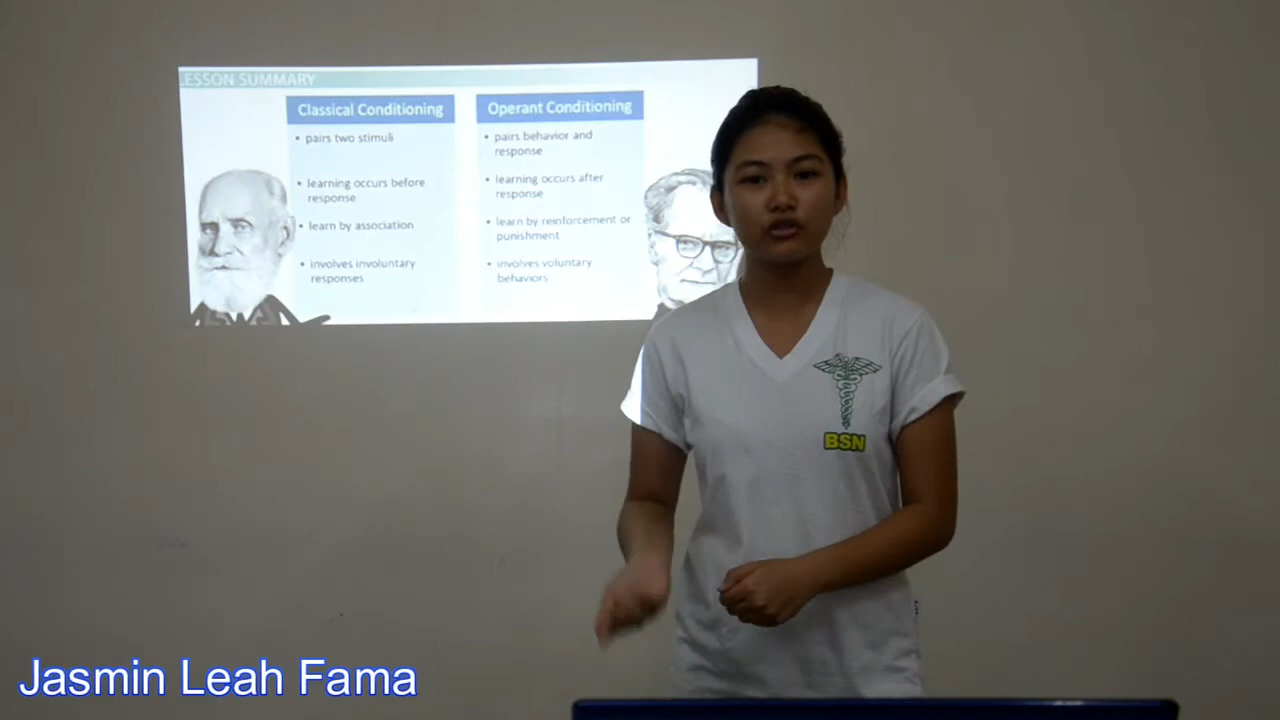 LESSON SUMMARY
Classical Conditioning
• pairs two stimuli
• learning occurs before
response
• learn by association
• involves involuntary
responses
Operant Conditioning
• pairs behavior and
response
• learning occurs after
response
• learn by reinforcement or
punishment
• involves voluntary
behaviors
BSN
Jasmin Leah Fama